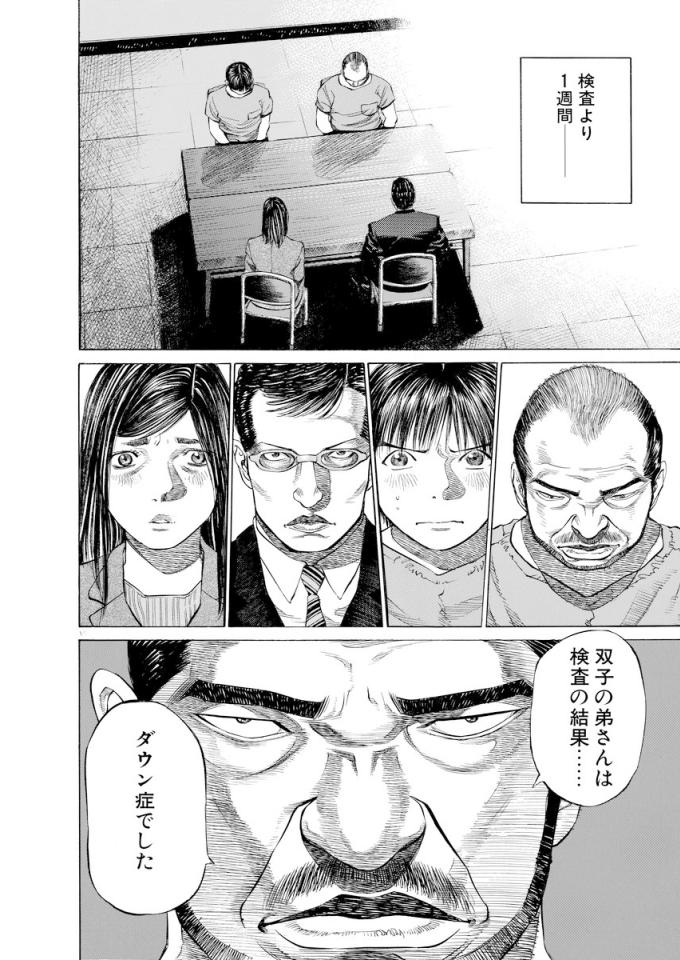 検査より
1週間――
双子の弟さんは
検査の結果……
ダウン症でした